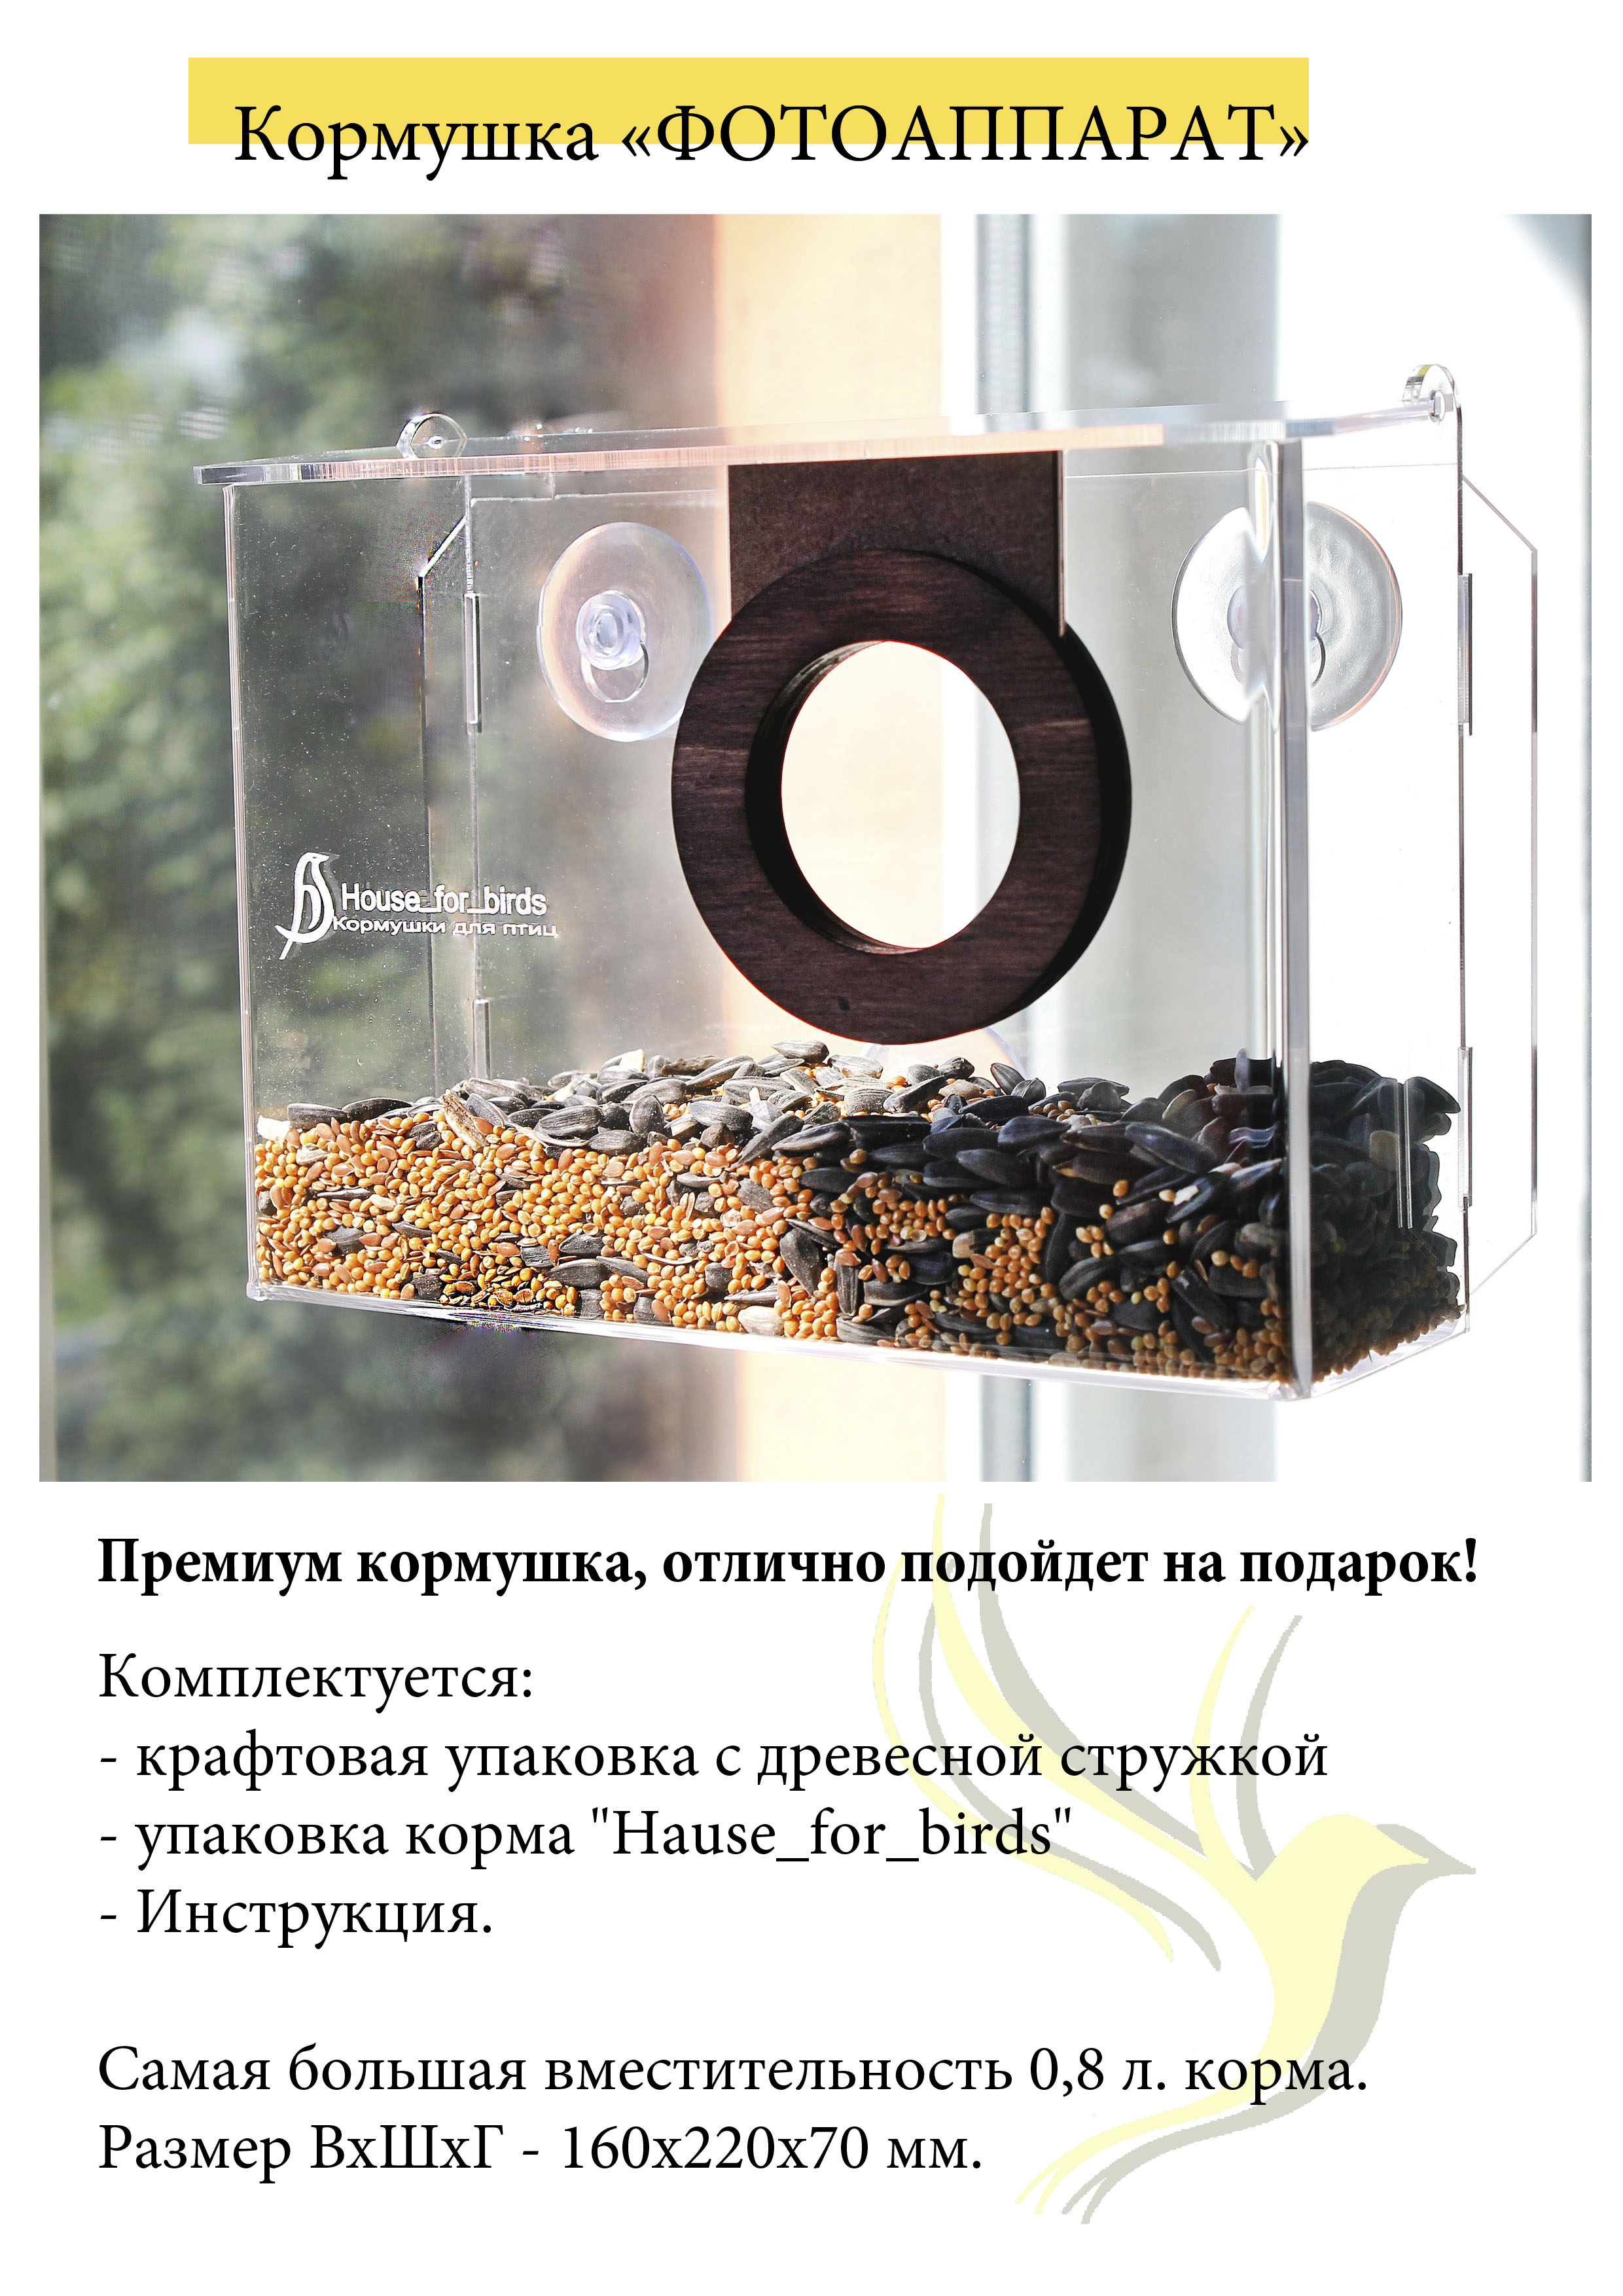 Кормушка «ФОТОАППАРАТ»
House_for_birds
Кормушки для птиц
Премиум кормушка, отлично подойдет на подарок!
Комплектуется:
- крафтовая упаковка с древесной стружкой
- упаковка корма "Hause_for_birds"
- Инструкция.
Самая большая вместительность 0,8 л. корма.
Размер ВхШхГ - 160х220х70 мм.